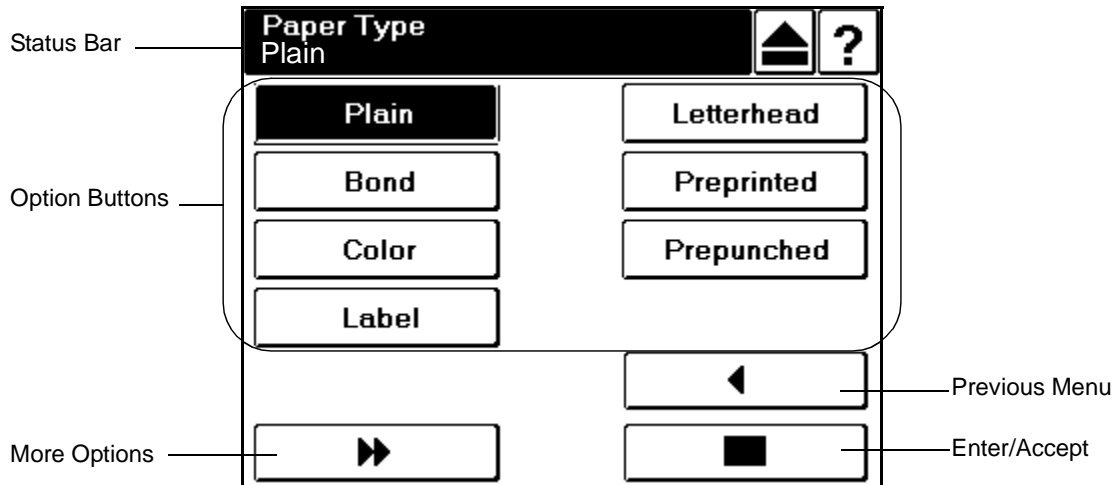 Status Bar
Paper Type
Plain
?
Option Buttons
Plain
Letterhead
Bond
Preprinted
Color
Prepunched
Label
Previous Menu
More Options
Enter/Accept